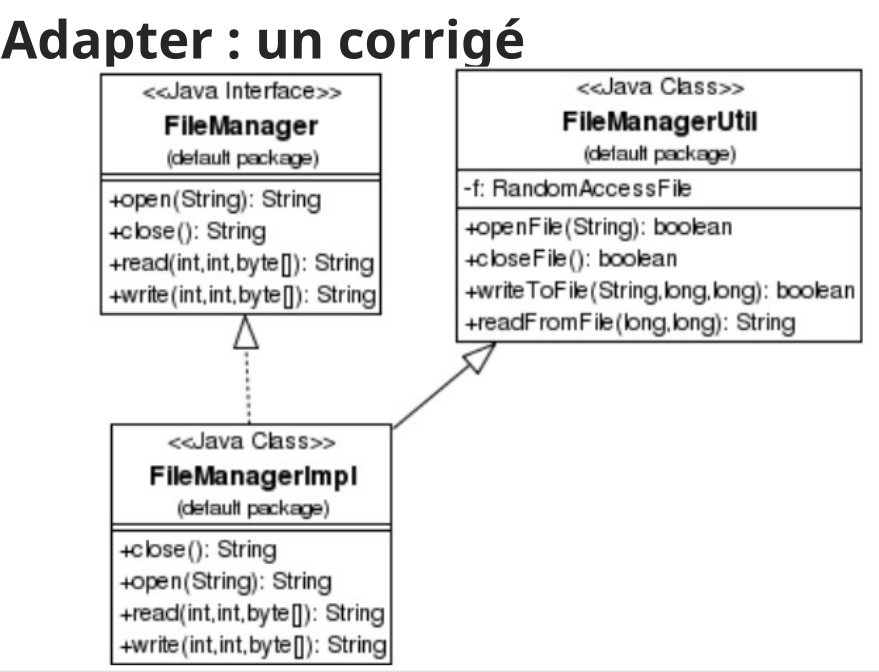 Adapter : un corrigé
<<Java Interface>>
FileManager
(default package)
+open(String): String
+close(): String
+read(int,int,byte[]): String
+write(int,int,byte[]): String
<<Java Class>>
FileManagerUtil
(default package)
-f: RandomAccessFile
+openFile(String): boolean
+closeFile(): boolean
+writeToFile(String,long,long): boolean
+readFromFile(long,long): String
<<Java Class>>
FileManagerImpl
(default package)
+close(): String
+open(String): String
+read(int,int,byte[]): String
+write(int,int,byte[]): String